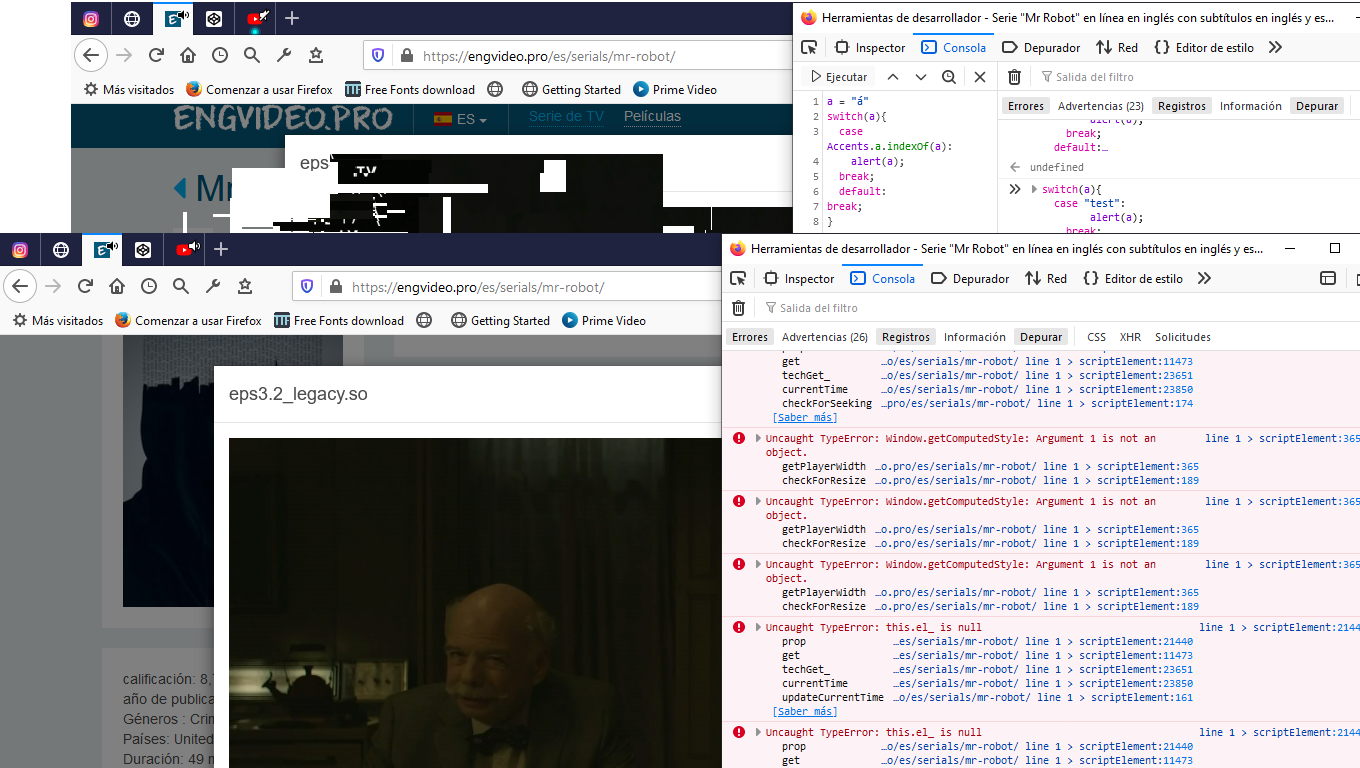 Herramientas de desarrollador - Serie "Mr Robot" en línea en inglés con subtítulos en inglés y es...
Inspector Consola Depurador Red Editor de estilo
https://engvideo.pro/es/serials/mr-robot/
Ejecutar
Salida del filtro
Más visitados Comenzar a usar Firefox Free Fonts download Getting Started Prime Video
Errores Advertencias (23) Registros Información Depurar
ENGVIDEO.PRO ES Serie de TV Películas
1 a = "á"
2 switch(a){
3 case
Accents.a.indexOf(a):
4 alert(a);
5 break;
6 default:
7 break;
8 }
alert(a);
break;
default:…
undefined
switch(a){
case "test":
alert(a);
break;
eps
.TV
Mr
Herramientas de desarrollador - Serie "Mr Robot" en línea en inglés con subtítulos en inglés y es...
Inspector Consola Depurador Red Editor de estilo
https://engvideo.pro/es/serials/mr-robot/
Salida del filtro
Más visitados Comenzar a usar Firefox Free Fonts download Getting Started Prime Video
Errores Advertencias (26) Registros Información Depurar CSS XHR Solicitudes
eps3.2_legacy.so
prop
get …o/es/serials/mr-robot/ line 1 > scriptElement:11473
techGet_ …es/serials/mr-robot/ line 1 > scriptElement:23651
currentTime …es/serials/mr-robot/ line 1 > scriptElement:23850
checkForSeeking …pro/es/serials/mr-robot/ line 1 > scriptElement:174
[Saber más]
Uncaught TypeError: Window.getComputedStyle: Argument 1 is not an line 1 > scriptElement:365
object.
getPlayerWidth …o.pro/es/serials/mr-robot/ line 1 > scriptElement:365
checkForResize …o.pro/es/serials/mr-robot/ line 1 > scriptElement:189
Uncaught TypeError: Window.getComputedStyle: Argument 1 is not an line 1 > scriptElement:365
object.
getPlayerWidth …o.pro/es/serials/mr-robot/ line 1 > scriptElement:365
checkForResize …o.pro/es/serials/mr-robot/ line 1 > scriptElement:189
Uncaught TypeError: Window.getComputedStyle: Argument 1 is not an line 1 > scriptElement:365
object.
getPlayerWidth …o.pro/es/serials/mr-robot/ line 1 > scriptElement:365
checkForResize …o.pro/es/serials/mr-robot/ line 1 > scriptElement:189
Uncaught TypeError: this.el_ is null line 1 > scriptElement:2144
prop …es/serials/mr-robot/ line 1 > scriptElement:21440
get …es/serials/mr-robot/ line 1 > scriptElement:11473
techGet_ …es/serials/mr-robot/ line 1 > scriptElement:23651
currentTime …es/serials/mr-robot/ line 1 > scriptElement:23850
updateCurrentTime …o/es/serials/mr-robot/ line 1 > scriptElement:161
[Saber más]
Uncaught TypeError: this.el_ is null line 1 > scriptElement:2144
prop …o/es/serials/mr-robot/ line 1 > scriptElement:21440
get …o/es/serials/mr-robot/ line 1 > scriptElement:11473
calificación: 8,
año de publica
Géneros : Crim
Países: United
Duración: 49 m